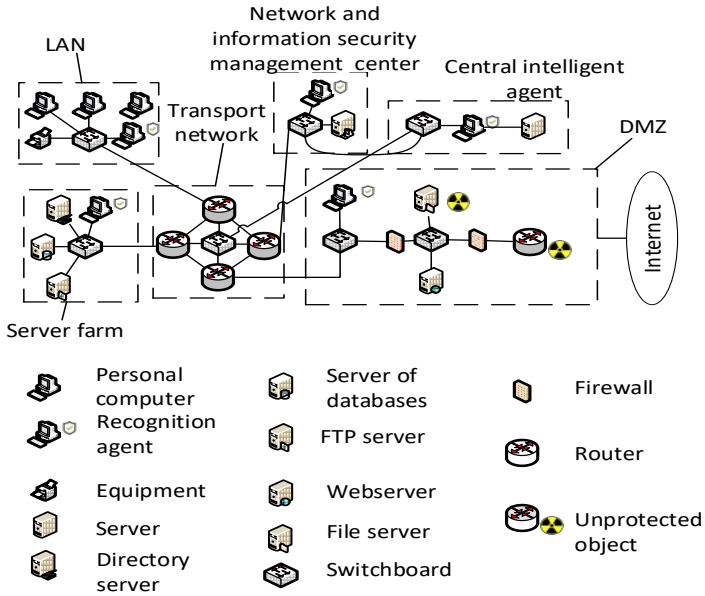 Network and
information security
management center
LAN
Central intelligent
agent
Transport
network
DMZ
Internet
Server farm
Personal
computer
Recognition
agent
Equipment
Server
Directory
server
Server of
databases
FTP server
Webserver
File server
Switchboard
Firewall
Router
Unprotected
object